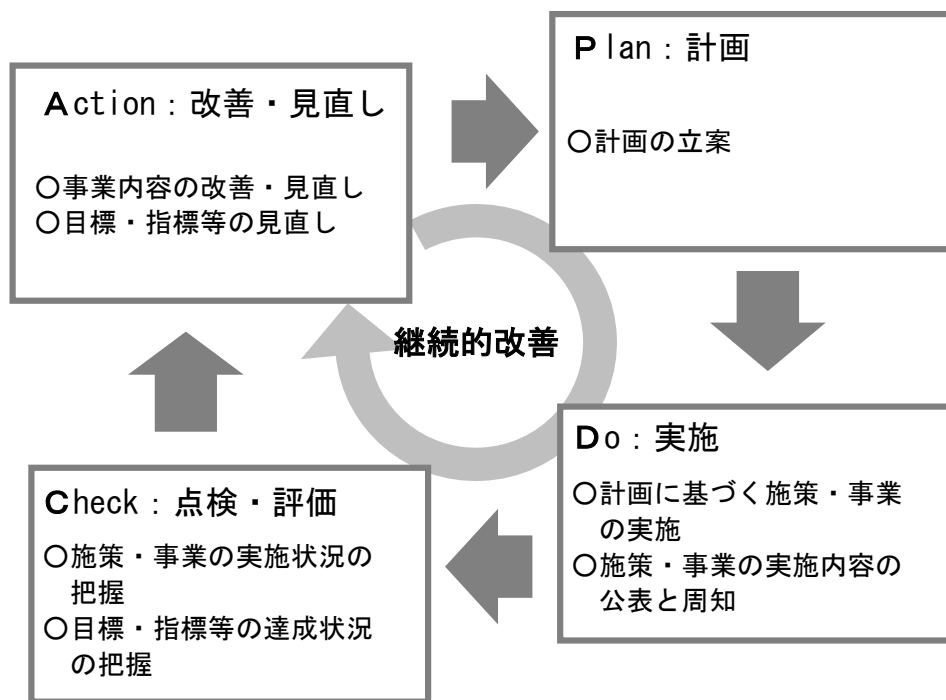 Plan：計画
○計画の立案
Action：改善・見直し
○事業内容の改善・見直し
○目標・指標等の見直し
継続的改善
Do：実施
○計画に基づく施策・事業
の実施
○施策・事業の実施内容の
公表と周知
Check：点検・評価
○施策・事業の実施状況の
把握
○目標・指標等の達成状況
の把握